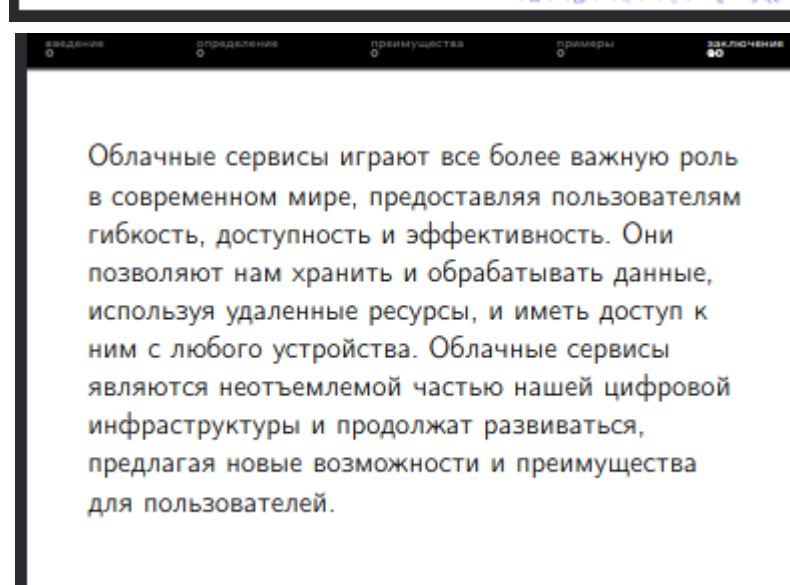 введение определение преимущества примеры заключение
Облачные сервисы играют все более важную роль
в современном мире, предоставляя пользователям
гибкость, доступность и эффективность. Они
позволяют нам хранить и обрабатывать данные,
используя удаленные ресурсы, и иметь доступ к
ним с любого устройства. Облачные сервисы
являются неотъемлемой частью нашей цифровой
инфраструктуры и продолжат развиваться,
предлагая новые возможности и преимущества
для пользователей.